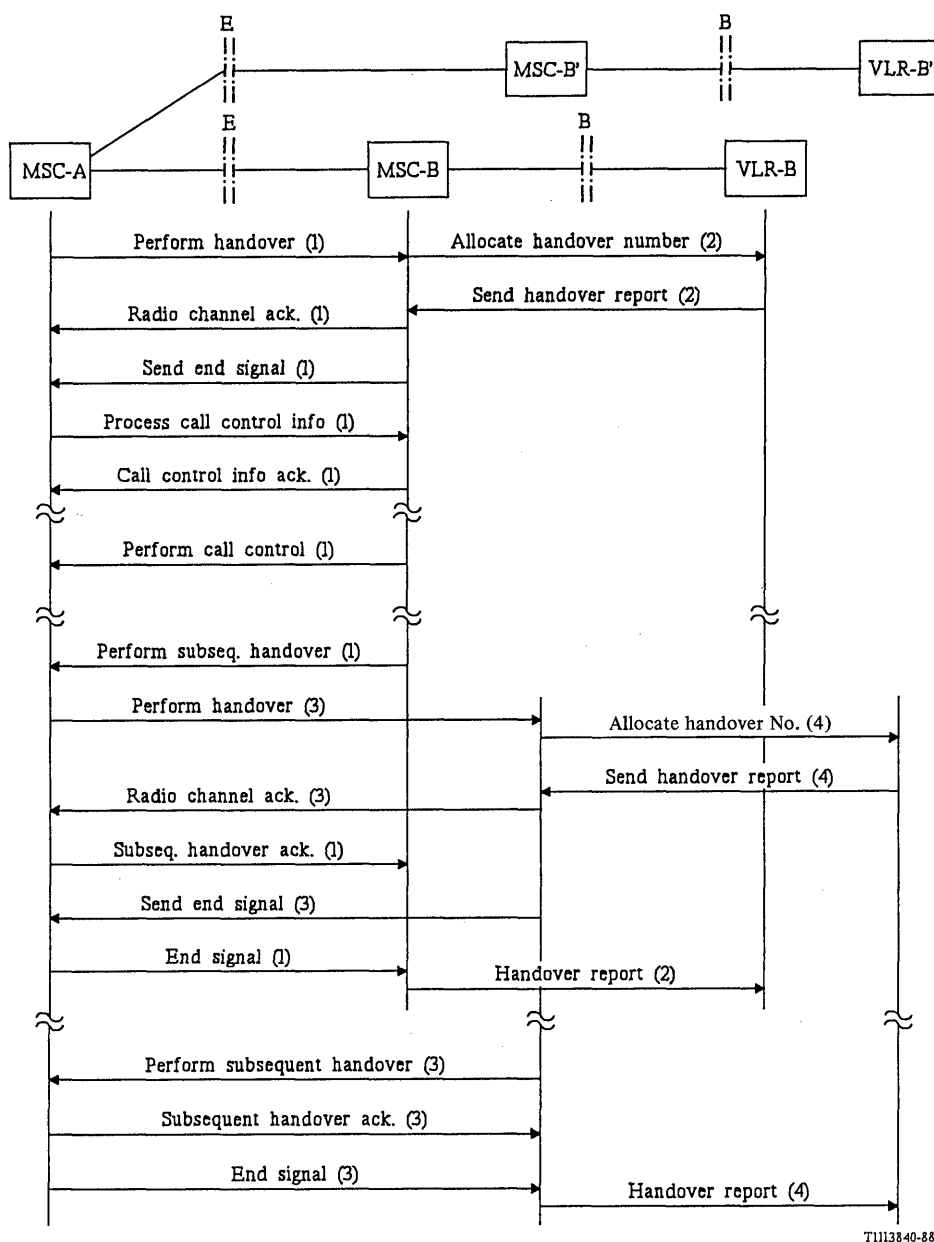 E
B
MSC-B'
VLR-B'
E
B
MSC-A
MSC-B
VLR-B
Perform handover (1)
Allocate handover number (2)
Send handover report (2)
Radio channel ack. (1)
Send end signal (1)
Process call control info (1)
Call control info ack. (1)
Perform call control (1)
Perform subseq. handover (1)
Perform handover (3)
Allocate handover No. (4)
Send handover report (4)
Radio channel ack. (3)
Subseq. handover ack. (1)
Send end signal (3)
End signal (1)
Handover report (2)
Perform subsequent handover (3)
Subsequent handover ack. (3)
End signal (3)
Handover report (4)
T1113840-88